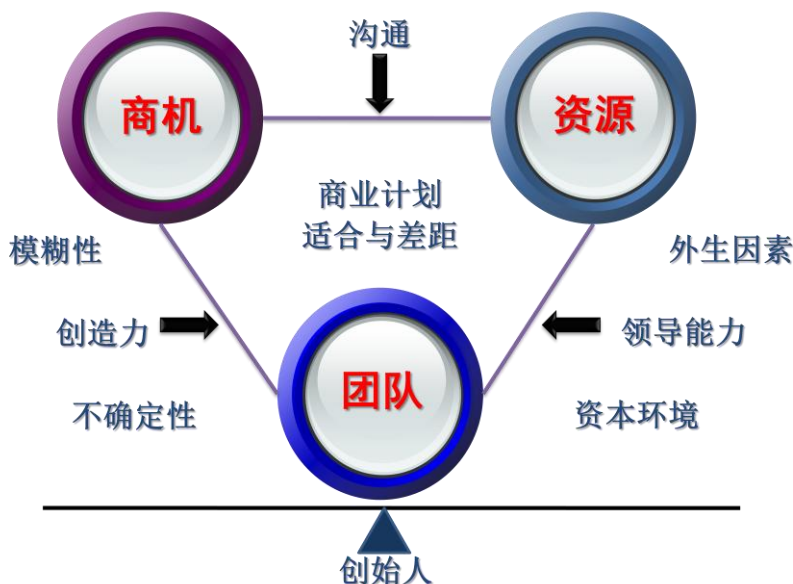 沟通
商机
资源
商业计划
适合与差距
模糊性
外生因素
创造力
领导能力
团队
不确定性
资本环境
创始人